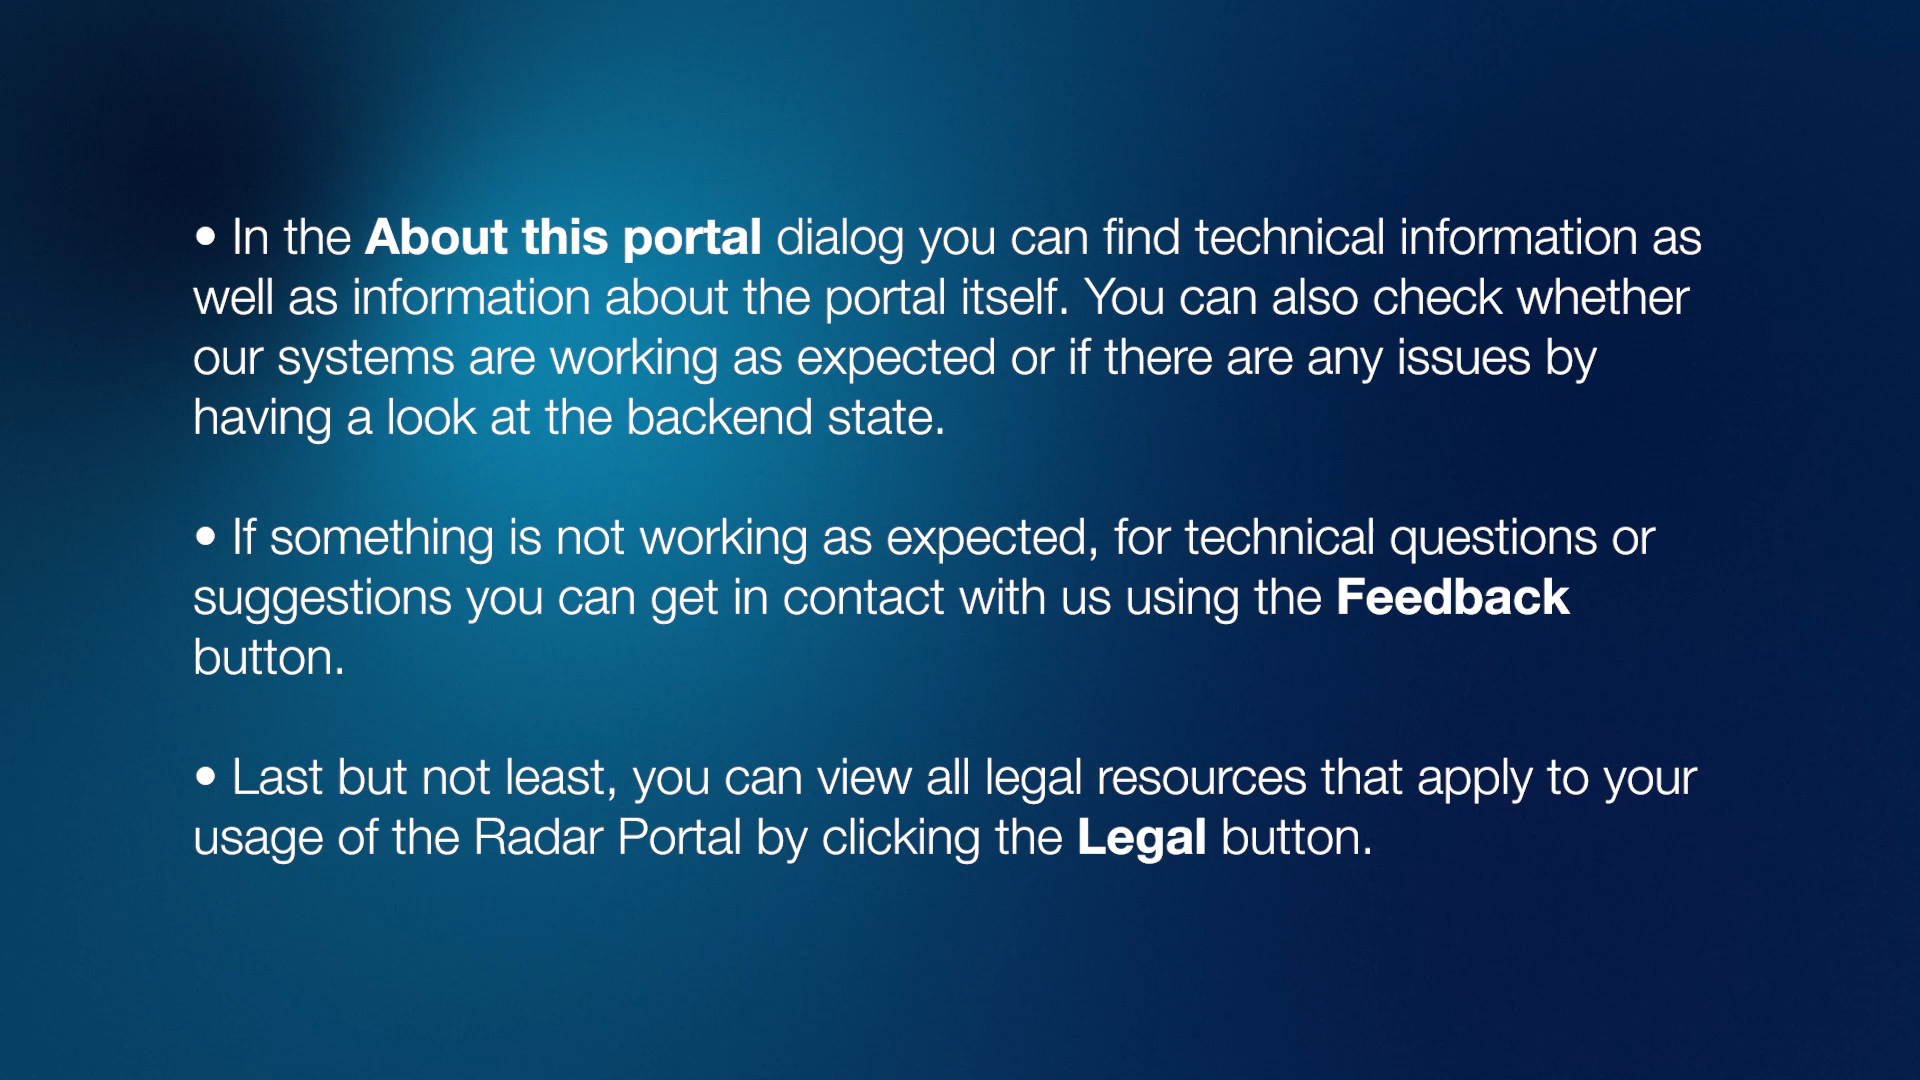 • In the About this portal dialog you can find technical information as
well as information about the portal itself. You can also check whether
our systems are working as expected or if there are any issues by
having a look at the backend state.
• If something is not working as expected, for technical questions or
suggestions you can get in contact with us using the Feedback
button.
• Last but not least, you can view all legal resources that apply to your
usage of the Radar Portal by clicking the Legal button.